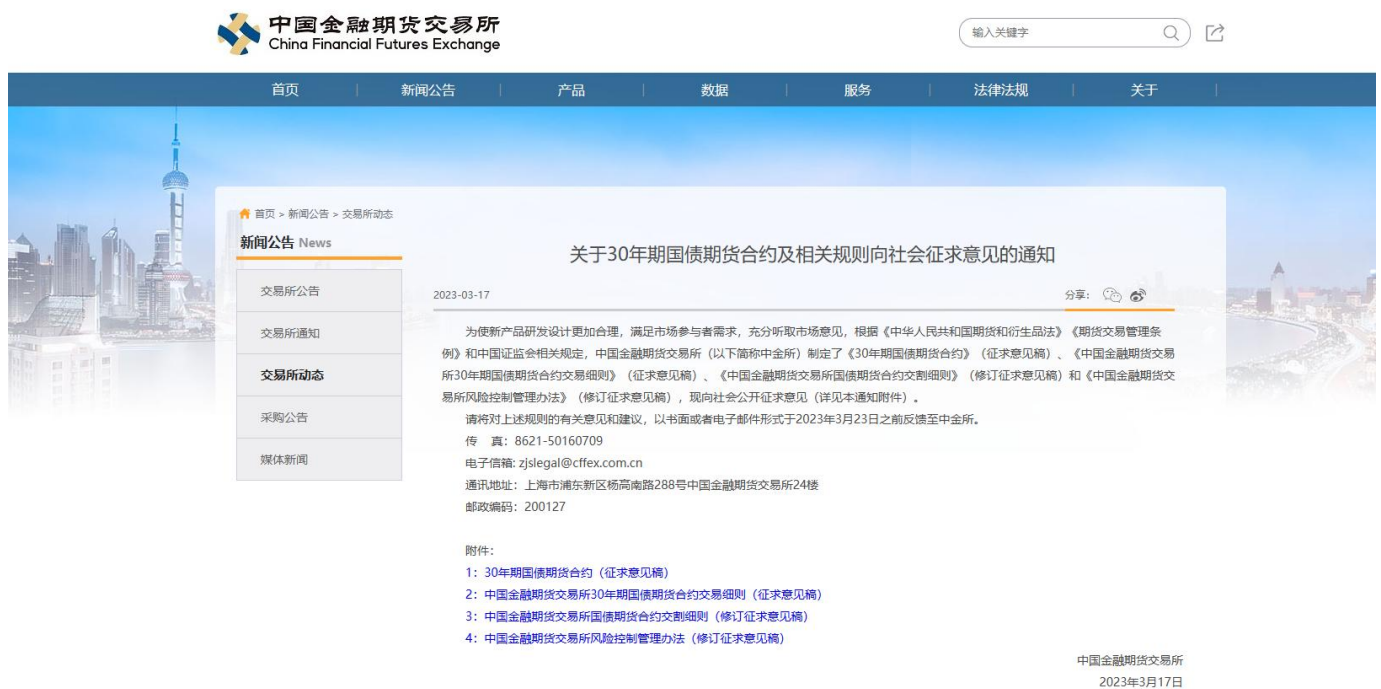 中国金融期货交易所
China Financial Futures Exchange
输入关键字
首页 | 新闻公告 | 产品 | 数据 | 服务 | 法律法规 | 关于 |
首页 > 新闻公告 > 交易所动态
新闻公告 News
交易所公告
交易所通知
交易所动态
采购公告
媒体新闻
关于30年期国债期货合约及相关规则向社会征求意见的通知
2023-03-17
分享:
为使新产品研发设计更加合理，满足市场参与者需求，充分听取市场意见，根据《中华人民共和国期货和衍生品法》《期货交易管理条
例》和中国证监会相关规定，中国金融期货交易所（以下简称中金所）制定了《30年期国债期货合约》（征求意见稿）、《中国金融期货交易
所30年期国债期货合约交易细则》（征求意见稿）、《中国金融期货交易所国债期货合约交割细则》（修订征求意见稿）和《中国金融期货交
易所风险控制管理办法》（修订征求意见稿），现向社会公开征求意见（详见本通知附件）。
请将对上述规则的有关意见和建议，以书面或者电子邮件形式于2023年3月23日之前反馈至中金所。
传 真：8621-50160709
电子信箱: zjslegal@cffex.com.cn
通讯地址：上海市浦东新区杨高南路288号中国金融期货交易所24楼
邮政编码：200127
附件：
1：30年期国债期货合约（征求意见稿）
2：中国金融期货交易所30年期国债期货合约交易细则（征求意见稿）
3：中国金融期货交易所国债期货合约交割细则（修订征求意见稿）
4：中国金融期货交易所风险控制管理办法（修订征求意见稿）
中国金融期货交易所
2023年3月17日